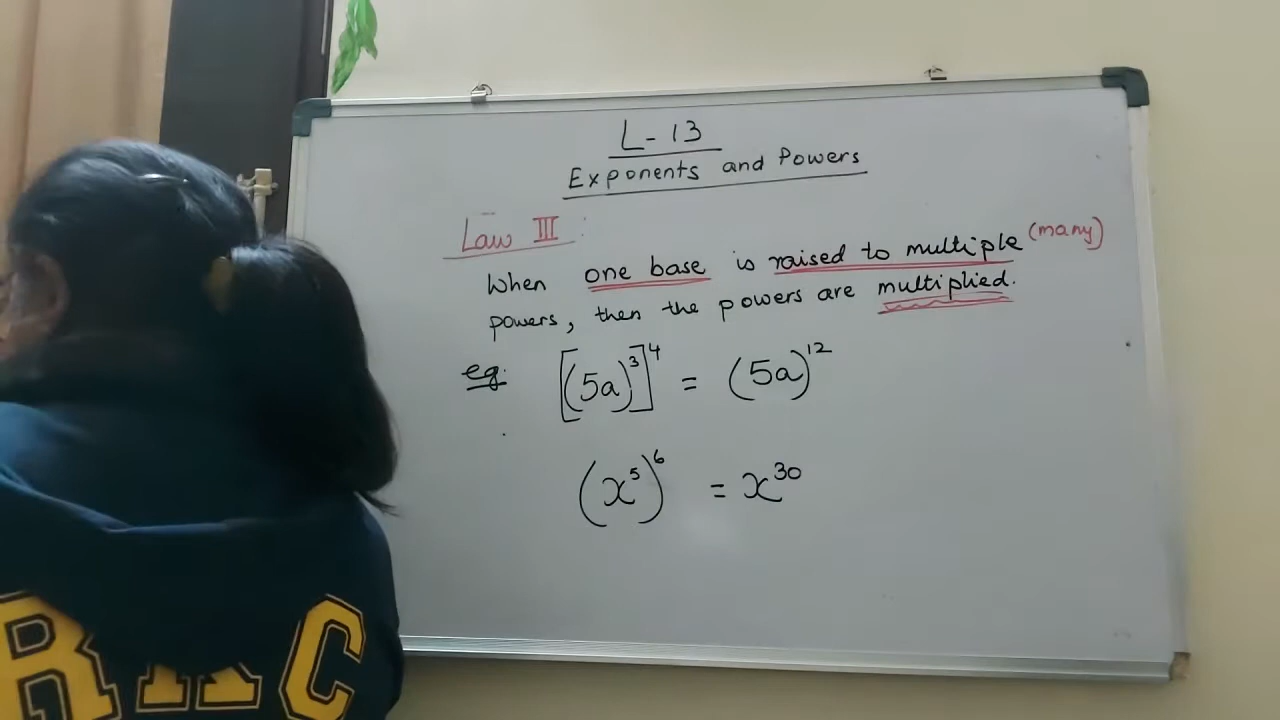 L-13
Exponents and Powers
Law III :
When one base is raised to multiple (many)
powers, then the powers are multiplied.
eg: [(5a)³]⁴ = (5a)¹²
(x⁵)⁶ = x³⁰
R K C